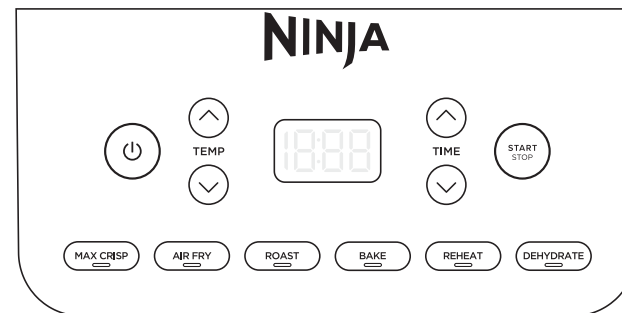 NINJA
TEMP
18:88
TIME
START
STOP
MAX CRISP
AIR FRY
ROAST
BAKE
REHEAT
DEHYDRATE